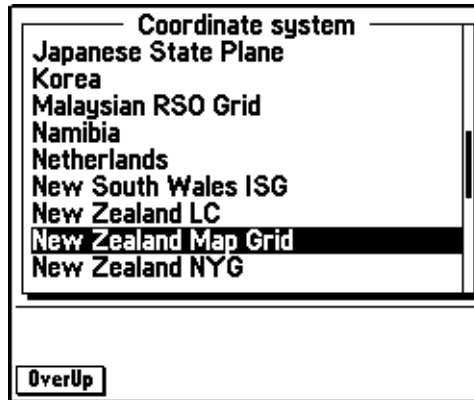 Coordinate system
Japanese State Plane
Korea
Malaysian RSO Grid
Namibia
Netherlands
New South Wales ISG
New Zealand LC
New Zealand Map Grid
New Zealand NYG
OverUp